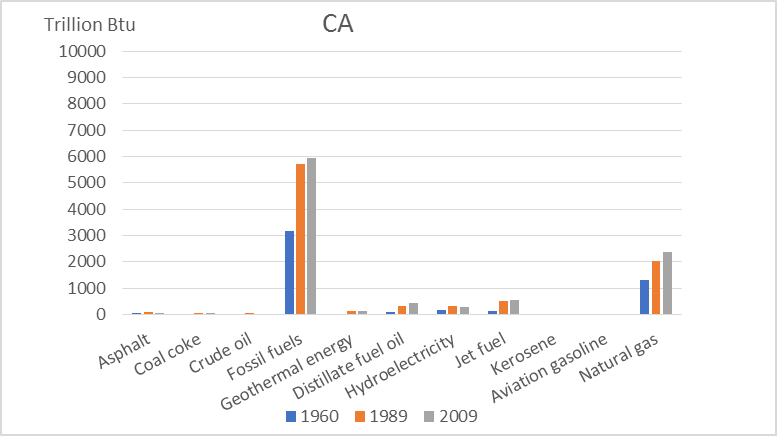 Trillion Btu
CA
10000
9000
8000
7000
6000
5000
4000
3000
2000
1000
0
Asphalt
Coal coke
Crude oil
Fossil fuels
Geothermal energy
Distillate fuel oil
Hydroelectricity
Jet fuel
Kerosene
Aviation gasoline
Natural gas
1960 1989 2009